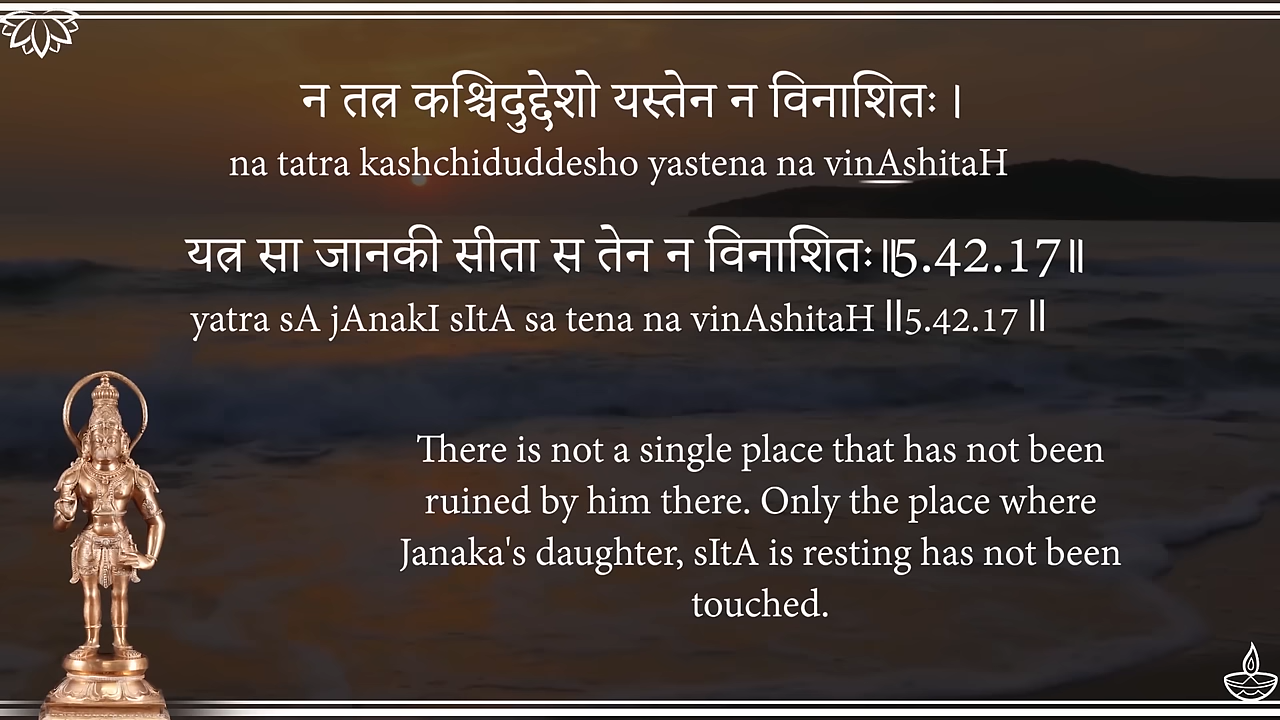 न तत्र कश्चिदुद्देशो यस्तेन न विनाशितः ।
na tatra kashchiduddesho yastena na vinAshitaH
यत्र सा जानकी सीता स तेन न विनाशितः॥5.42.17॥
yatra sA jAnakI sItA sa tena na vinAshitaH ||5.42.17 ||
There is not a single place that has not been
ruined by him there. Only the place where
Janaka's daughter, sItA is resting has not been
touched.